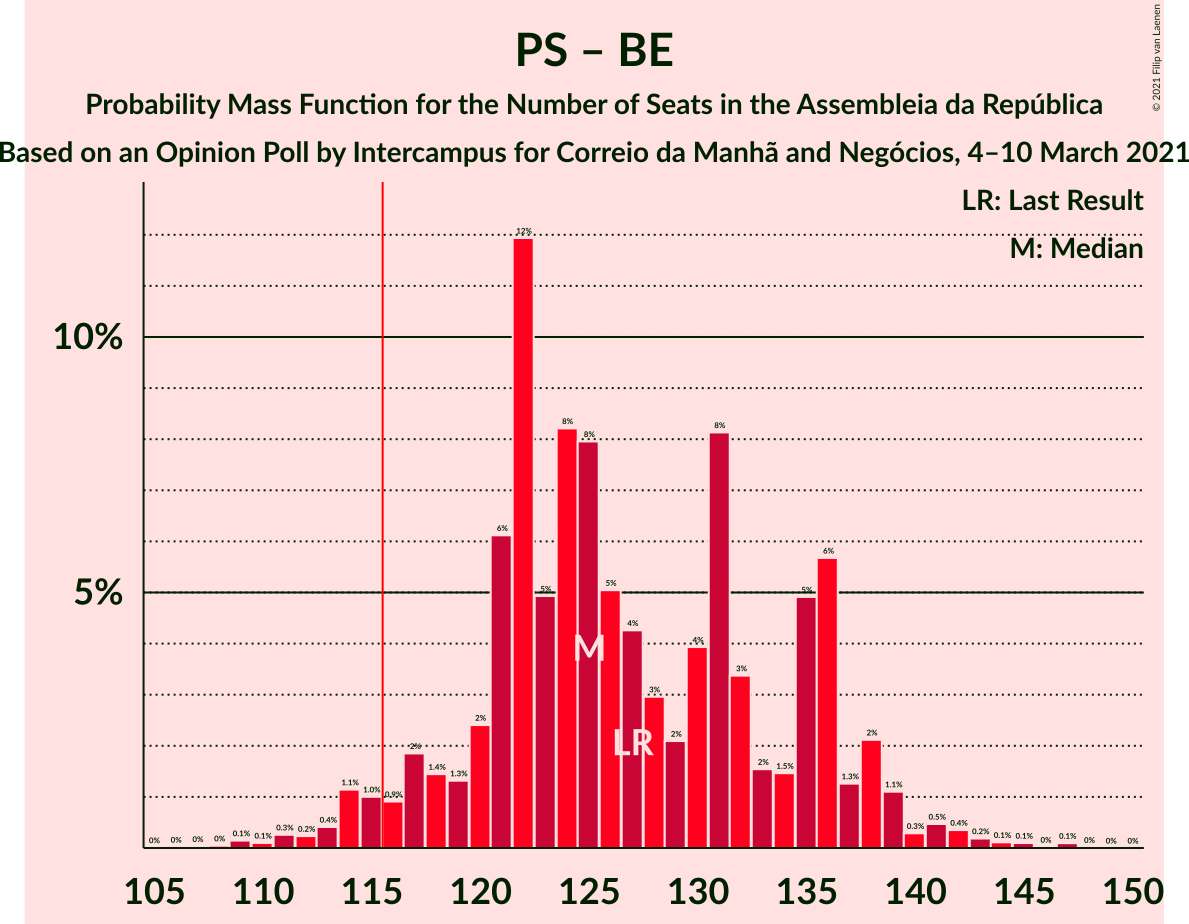 PS – BE
Probability Mass Function for the Number of Seats in the Assembleia da República
Based on an Opinion Poll by Intercampus for Correio da Manhã and Negócios, 4–10 March 2021
© 2021 Filip van Laenen
LR: Last Result
M: Median
10%
5%
0% 0% 0% 0% 0.1% 0.1% 0.3% 0.2% 0.4% 1.1% 1.0% 0.9% 2% 1.4% 1.3% 2% 6% 12% 5% 8% 8% 5% 4% 3% 2% 4% 8% 3% 2% 1.5% 5% 6% 1.3% 2% 1.1% 0.3% 0.5% 0.4% 0.2% 0.1% 0.1% 0% 0.1% 0% 0% 0%
M
LR
105 110 115 120 125 130 135 140 145 150